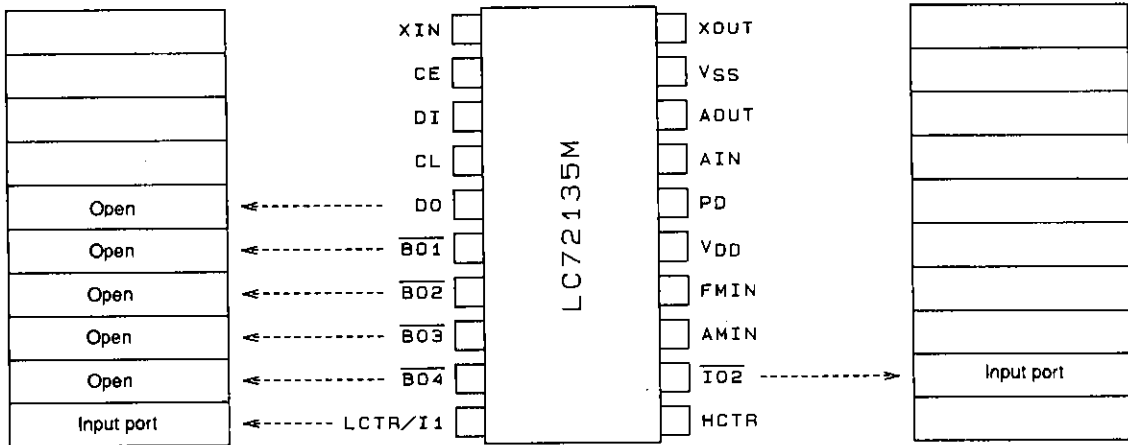 XIN
CE
DI
CL
Open
DO
Open
BO1
Open
BO2
Open
BO3
Open
BO4
Input port
LCTR/I1
LC72135M
XOUT
VSS
AOUT
AIN
PD
VDD
FMIN
AMIN
IO2
Input port
HCTR